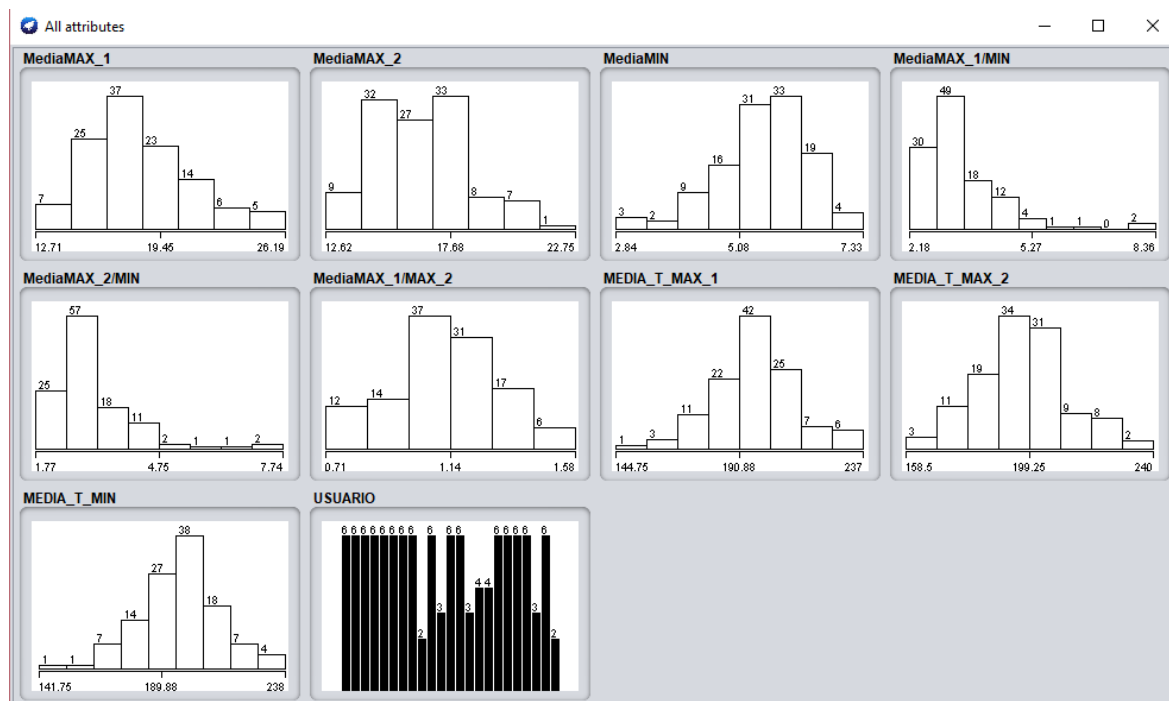 All attributes
MediaMAX_1
7 25 37 23 14 6 5
12.71 19.45 26.19
MediaMAX_2
9 32 27 33 8 7 1
12.62 17.68 22.75
MediaMIN
3 2 9 16 31 33 19 4
2.84 5.08 7.33
MediaMAX_1/MIN
30 49 18 12 4 1 1 0 2
2.18 5.27 8.36
MediaMAX_2/MIN
25 57 18 11 2 1 1 2
1.77 4.75 7.74
MediaMAX_1/MAX_2
12 14 37 31 17 6
0.71 1.14 1.58
MEDIA_T_MAX_1
1 3 11 22 42 25 7 6
144.75 190.88 237
MEDIA_T_MAX_2
3 11 19 34 31 9 8 2
158.5 199.25 240
MEDIA_T_MIN
1 1 7 14 27 38 18 7 4
141.75 189.88 238
USUARIO
6 6 6 6 6 6 6 6 2 6 3 6 6 3 4 4 6 6 6 6 3 6 2